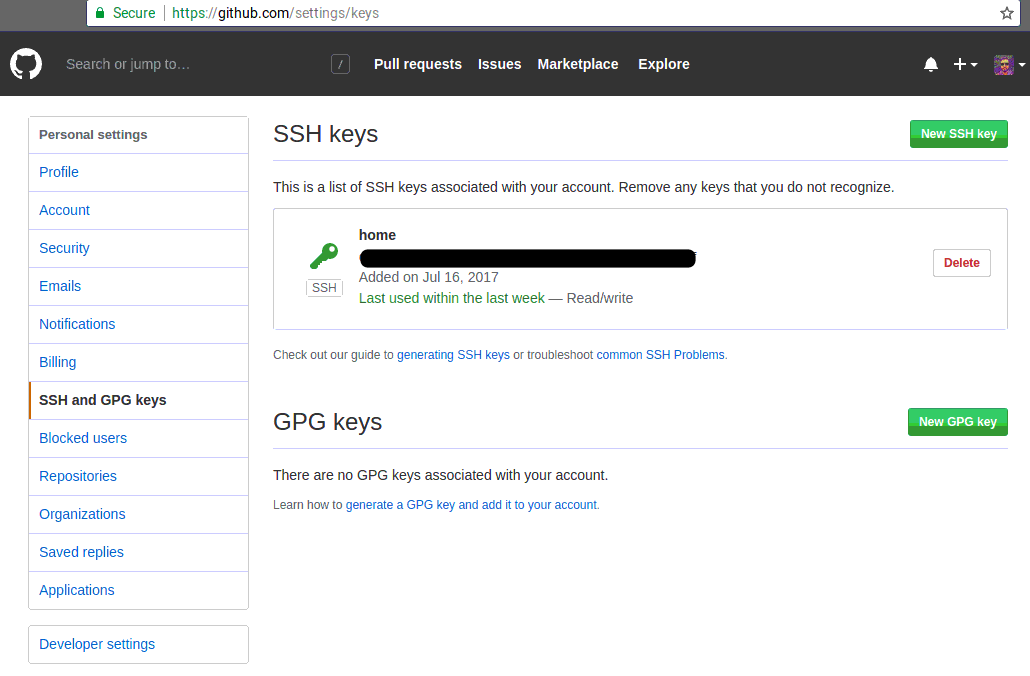 Secure https://github.com/settings/keys
Search or jump to… / Pull requests Issues Marketplace Explore
Personal settings
Profile
Account
Security
Emails
Notifications
Billing
SSH and GPG keys
Blocked users
Repositories
Organizations
Saved replies
Applications
Developer settings
SSH keys
New SSH key
This is a list of SSH keys associated with your account. Remove any keys that you do not recognize.
home
SSH
Added on Jul 16, 2017
Last used within the last week — Read/write
Delete
Check out our guide to generating SSH keys or troubleshoot common SSH Problems.
GPG keys
New GPG key
There are no GPG keys associated with your account.
Learn how to generate a GPG key and add it to your account.